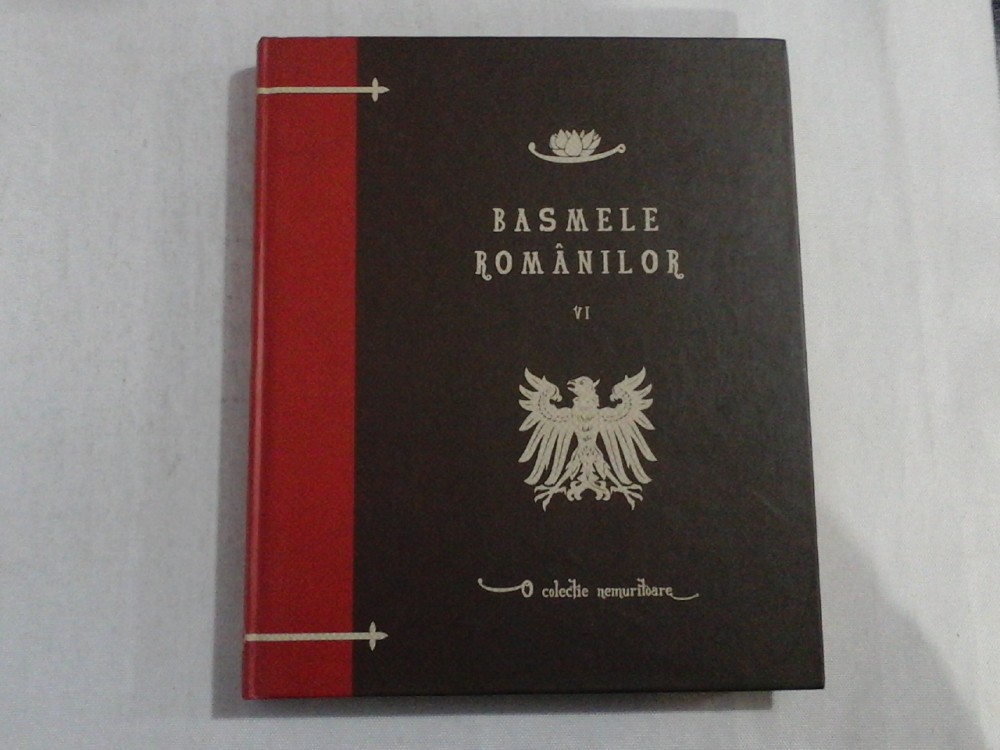 BASMELE
ROMÂNILOR
VI
O colecție nemuritoare